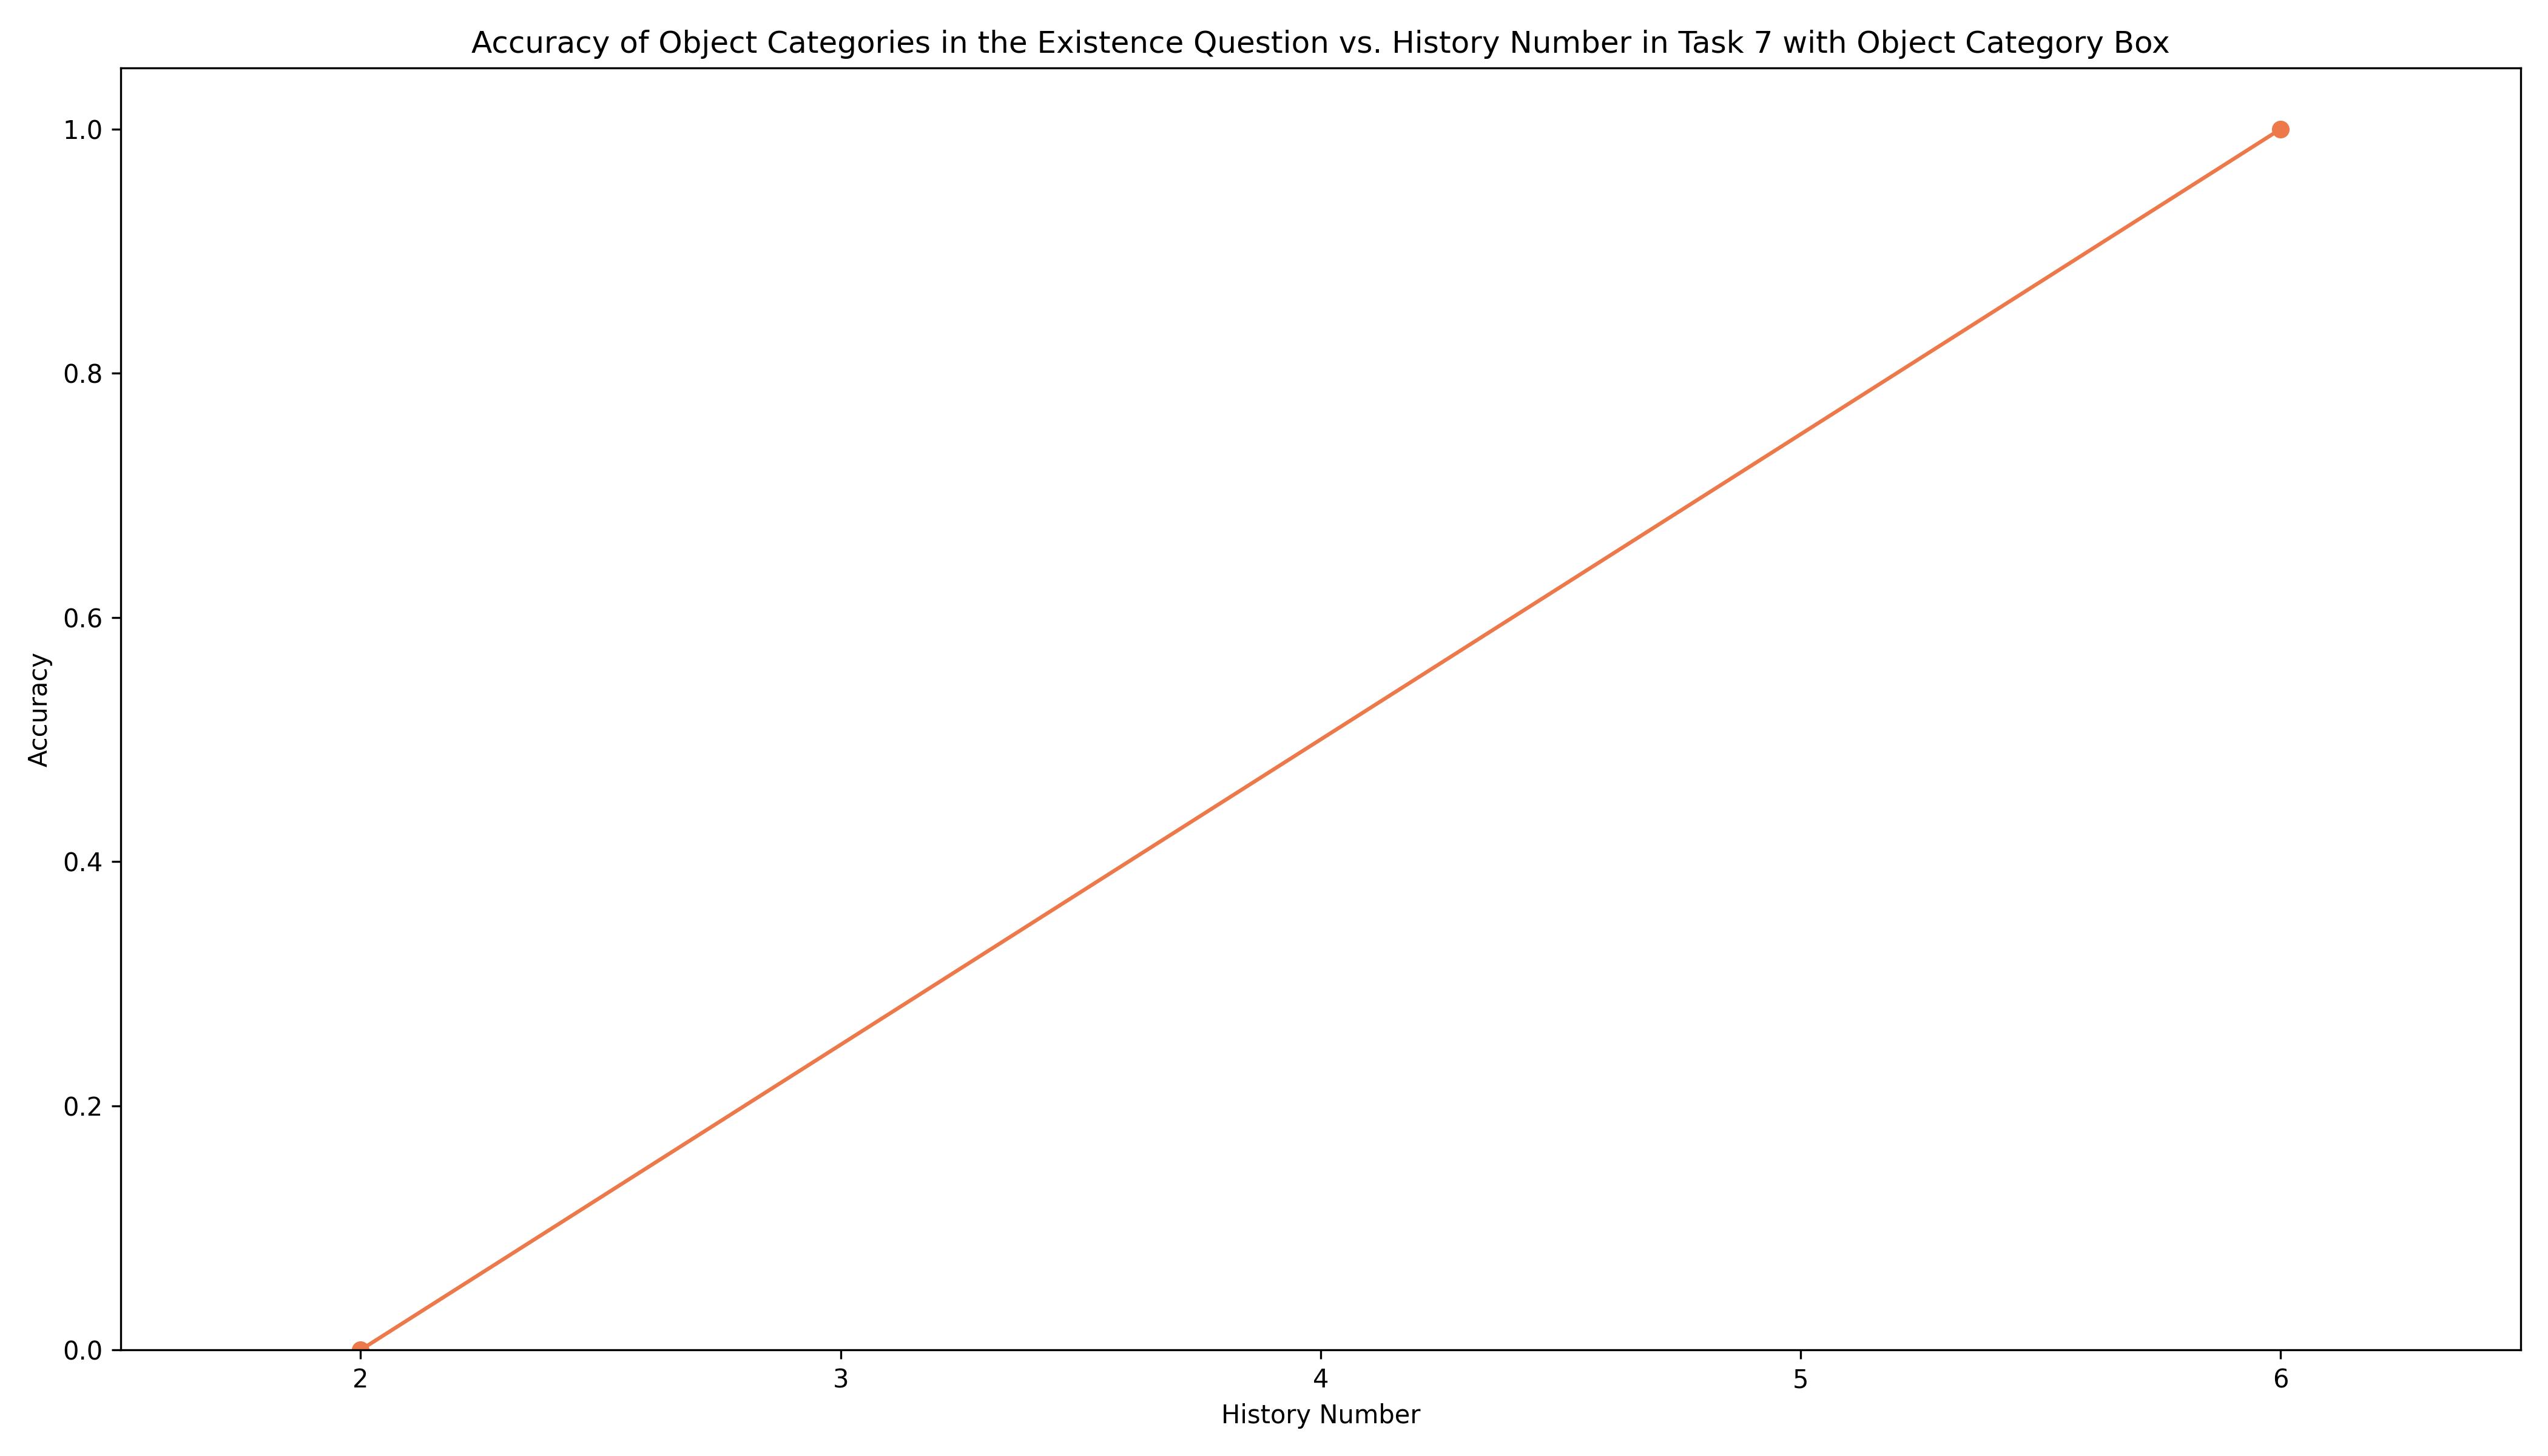 Accuracy of Object Categories in the Existence Question vs. History Number in Task 7 with Object Category Box
1.0
0.8
0.6
0.4
0.2
0.0
Accuracy
2 3 4 5 6
History Number